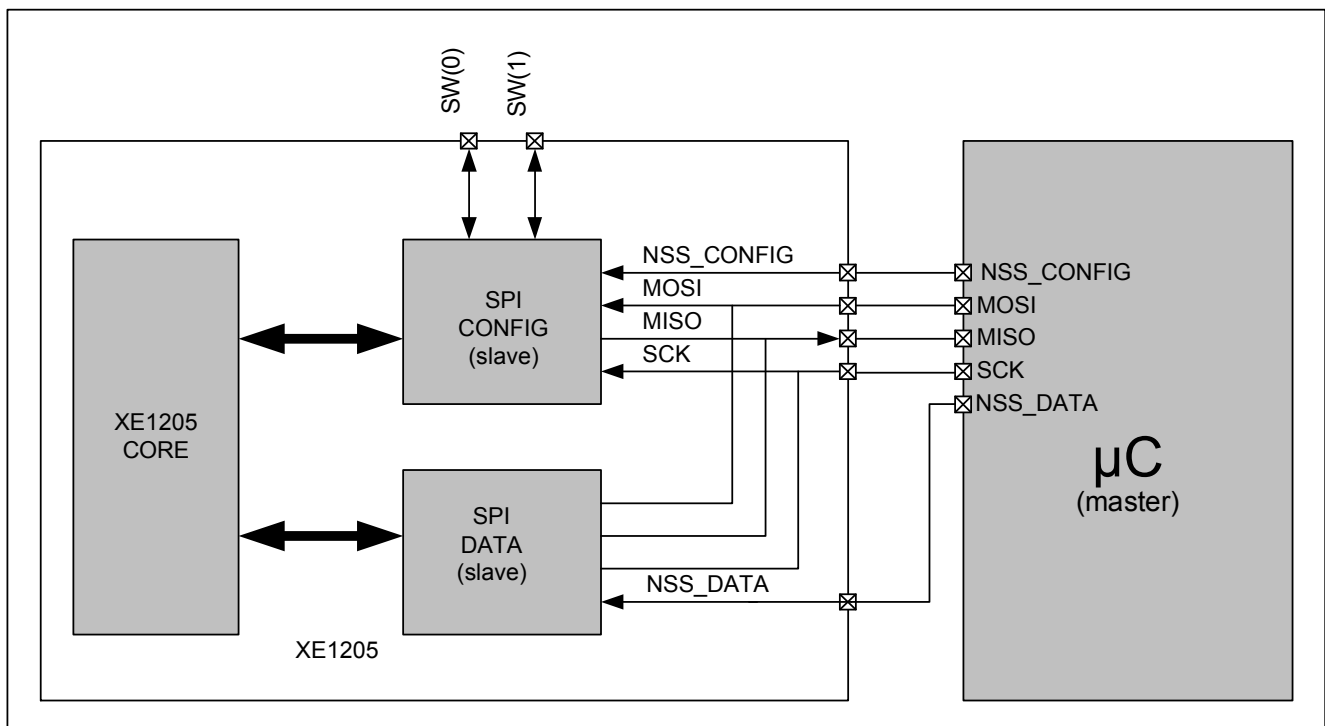 SW(0)
SW(1)
NSS_CONFIG
MOSI
MISO
SCK
SPI
CONFIG
(slave)
XE1205
CORE
SPI
DATA
(slave)
NSS_DATA
XE1205
NSS_CONFIG
MOSI
MISO
SCK
NSS_DATA
µC
(master)